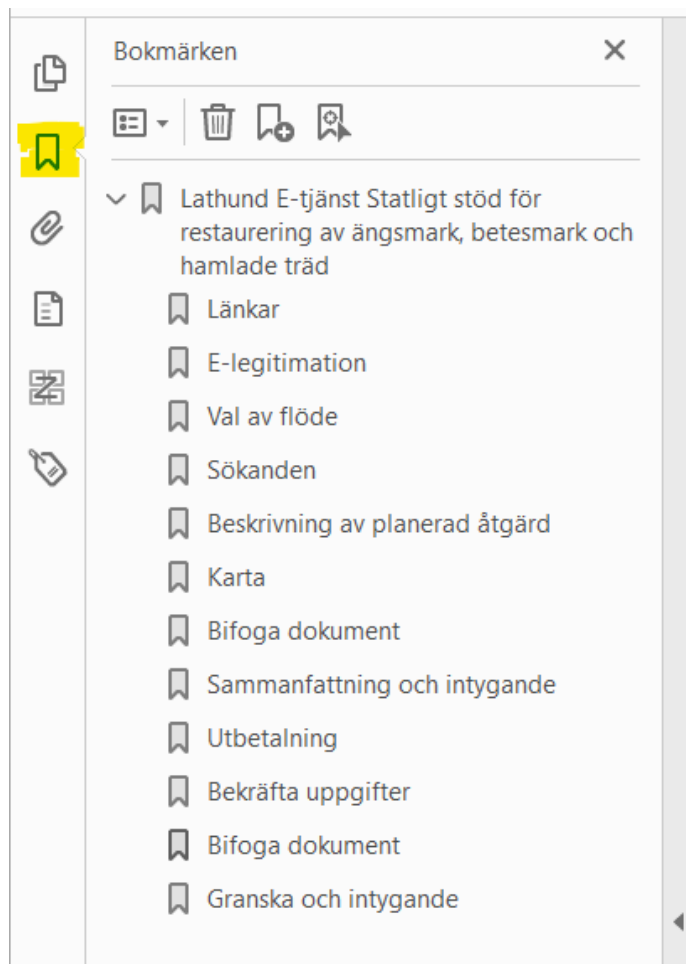 Bokmärken
Lathund E-tjänst Statligt stöd för
restaurering av ängsmark, betesmark och
hamlade träd
Länkar
E-legitimation
Val av flöde
Sökanden
Beskrivning av planerad åtgärd
Karta
Bifoga dokument
Sammanfattning och intygande
Utbetalning
Bekräfta uppgifter
Bifoga dokument
Granska och intygande